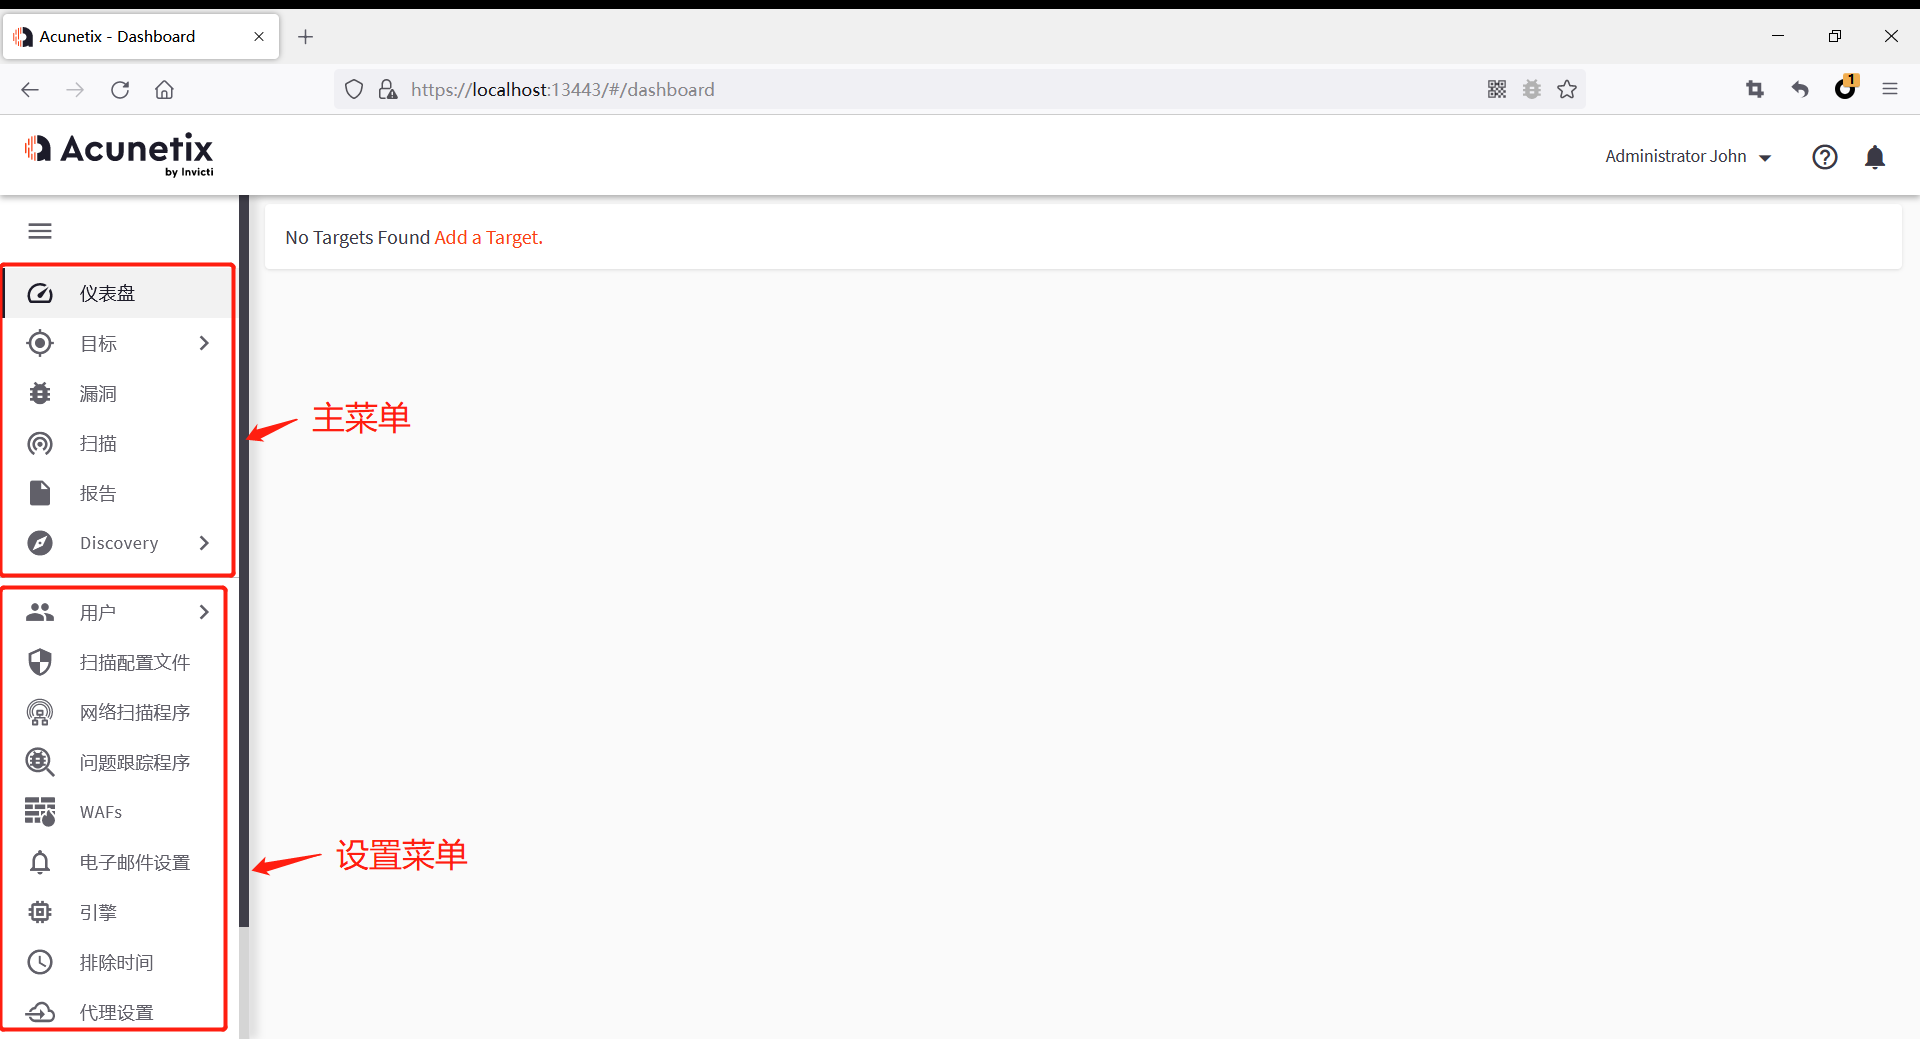 Acunetix - Dashboard
https://localhost:13443/#/dashboard
1
Acunetix
by Invicti
Administrator John
No Targets Found Add a Target.
仪表盘
目标
漏洞
扫描
报告
Discovery
主菜单
用户
扫描配置文件
网络扫描程序
问题跟踪程序
WAFs
电子邮件设置
引擎
排除时间
代理设置
设置菜单